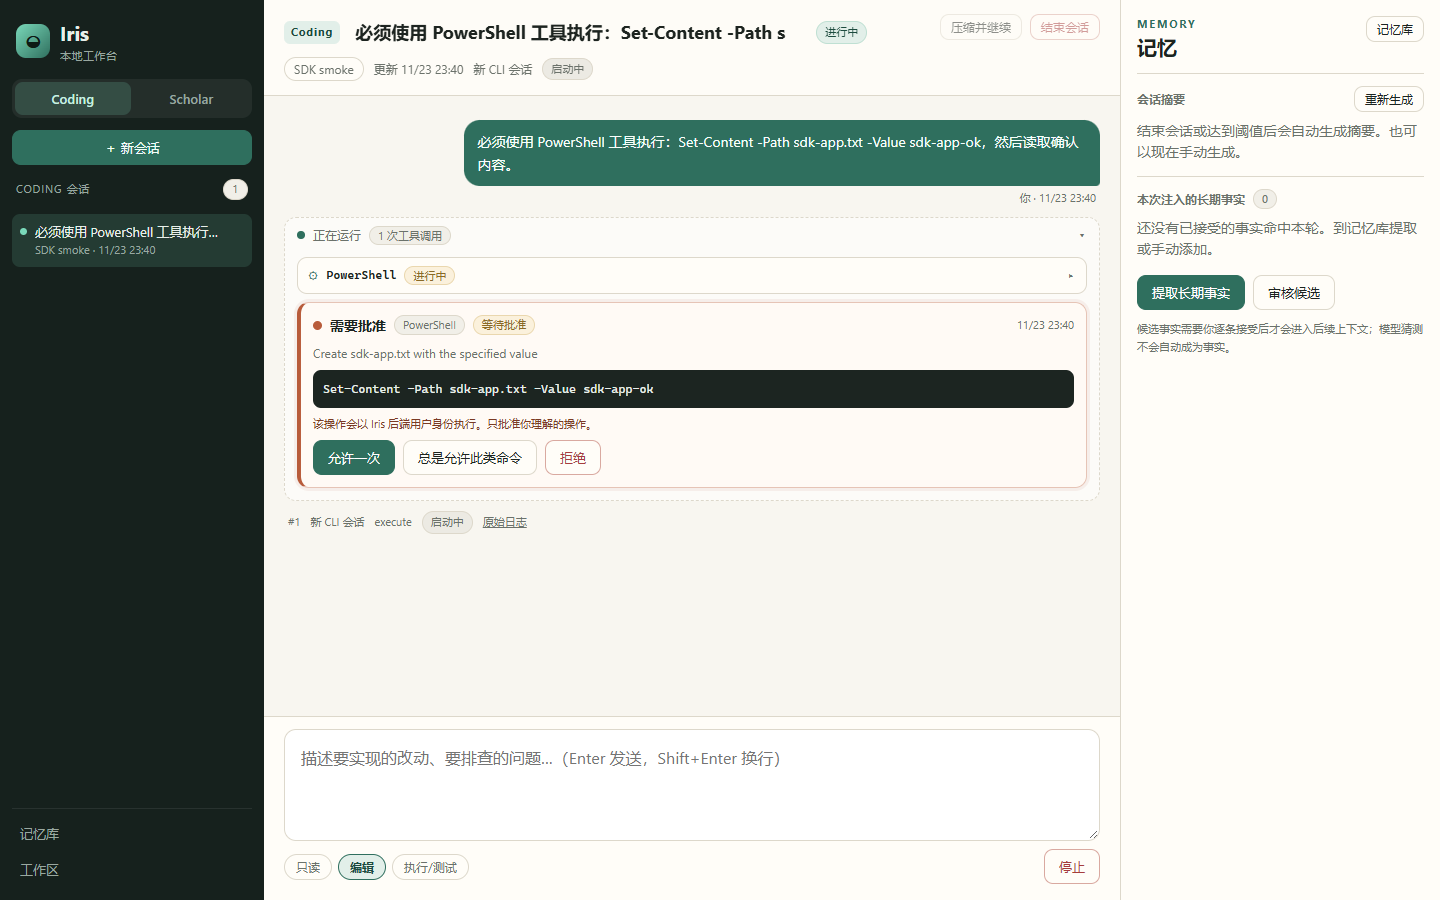 Iris
本地工作台
Coding
Scholar
+ 新会话
CODING 会话
1
必须使用 PowerShell 工具执行...
SDK smoke · 11/23 23:40
记忆库
工作区
Coding
必须使用 PowerShell 工具执行：Set-Content -Path s
进行中
压缩并继续
结束会话
SDK smoke
更新 11/23 23:40
新 CLI 会话
启动中
必须使用 PowerShell 工具执行：Set-Content -Path sdk-app.txt -Value sdk-app-ok，然后读取确认
内容。
你 · 11/23 23:40
正在运行
1 次工具调用
PowerShell
进行中
需要批准
PowerShell
等待批准
11/23 23:40
Create sdk-app.txt with the specified value
Set-Content -Path sdk-app.txt -Value sdk-app-ok
该操作会以 Iris 后端用户身份执行。只批准你理解的操作。
允许一次
总是允许此类命令
拒绝
#1
新 CLI 会话
execute
启动中
原始日志
描述要实现的改动、要排查的问题...（Enter 发送，Shift+Enter 换行）
只读
编辑
执行/测试
停止
MEMORY
记忆
记忆库
会话摘要
重新生成
结束会话或达到阈值后会自动生成摘要。也可
以现在手动生成。
本次注入的长期事实
0
还没有已接受的事实命中本轮。到记忆库提取
或手动添加。
提取长期事实
审核候选
候选事实需要你逐条接受后才会进入后续上下文；模型猜测
不会自动成为事实。